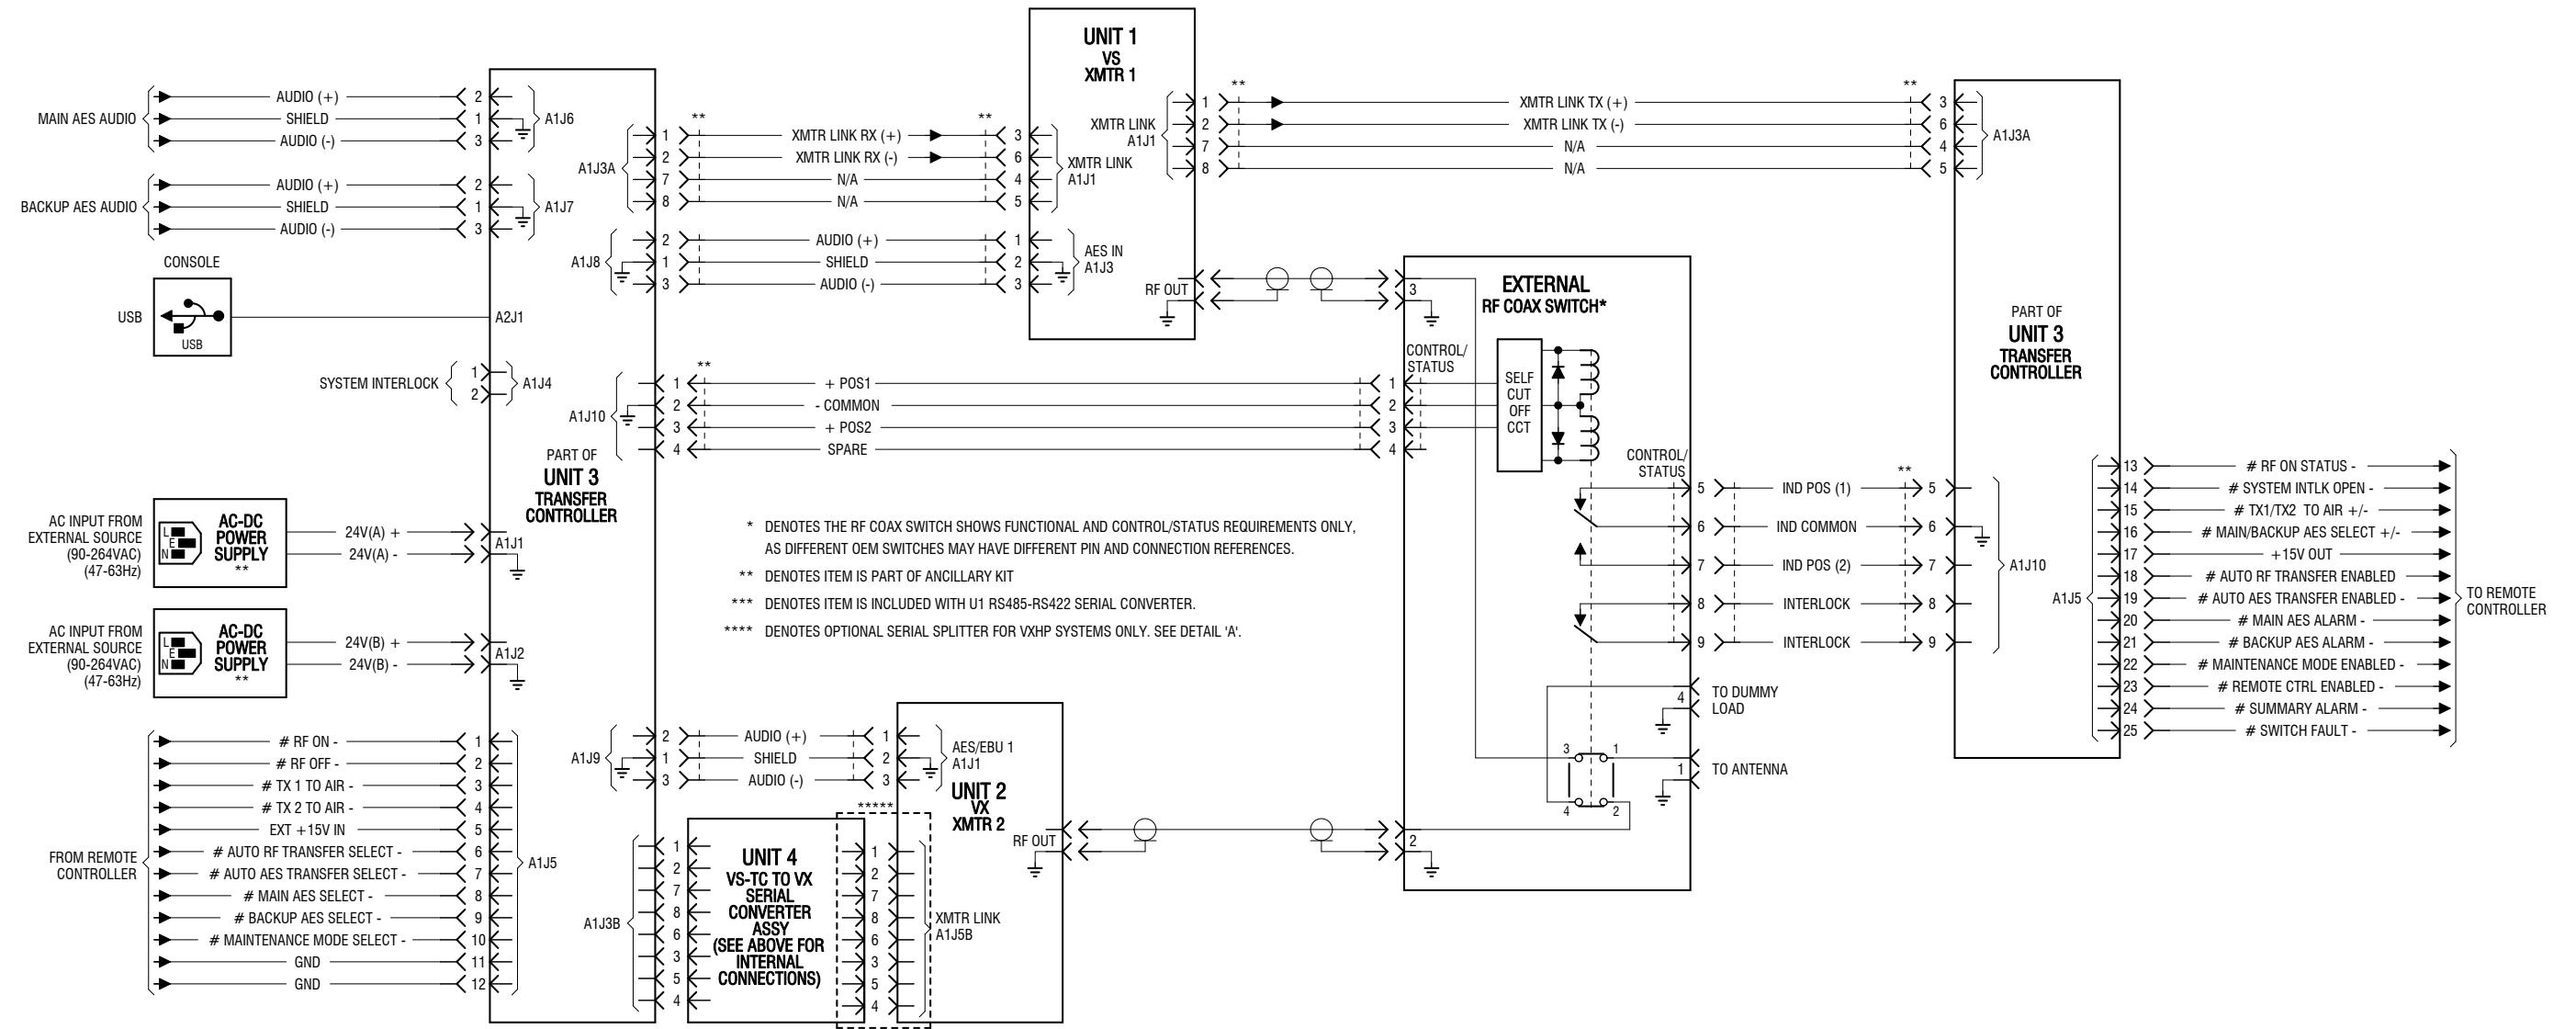 MAIN AES AUDIO
AUDIO (+)
SHIELD
AUDIO (-)
2
1
3
A1J6
BACKUP AES AUDIO
AUDIO (+)
SHIELD
AUDIO (-)
2
1
3
A1J7
CONSOLE
USB
USB
A2J1
SYSTEM INTERLOCK
1
2
A1J4
PART OF
UNIT 3
TRANSFER
CONTROLLER
AC INPUT FROM
EXTERNAL SOURCE
(90-264VAC)
(47-63Hz)
L
E
N
AC-DC
POWER
SUPPLY
**
24V(A) +
24V(A) -
A1J1
AC INPUT FROM
EXTERNAL SOURCE
(90-264VAC)
(47-63Hz)
L
E
N
AC-DC
POWER
SUPPLY
**
24V(B) +
24V(B) -
A1J2
FROM REMOTE
CONTROLLER
# RF ON - 1
# RF OFF - 2
# TX 1 TO AIR - 3
# TX 2 TO AIR - 4
EXT +15V IN 5
# AUTO RF TRANSFER SELECT - 6
# AUTO AES TRANSFER SELECT - 7
# MAIN AES SELECT - 8
# BACKUP AES SELECT - 9
# MAINTENANCE MODE SELECT - 10
GND 11
GND 12
A1J5
A1J3A
**
**
1 XMTR LINK RX (+) 3
2 XMTR LINK RX (-) 6
7 N/A 4
8 N/A 5
XMTR LINK
A1J1
A1J8
2 AUDIO (+) 1
1 SHIELD 2
3 AUDIO (-) 3
AES IN
A1J3
UNIT 1
VS
XMTR 1
XMTR LINK
A1J1
**
**
1 XMTR LINK TX (+) 3
2 XMTR LINK TX (-) 6
7 N/A 4
8 N/A 5
A1J3A
RF OUT
3
A1J10
**
1 + POS1 1
2 - COMMON 2
3 + POS2 3
4 SPARE 4
CONTROL/
STATUS
EXTERNAL
RF COAX SWITCH*
SELF
CUT
OFF
CCT
CONTROL/
STATUS
**
5 IND POS (1) 5
6 IND COMMON 6
7 IND POS (2) 7
8 INTERLOCK 8
9 INTERLOCK 9
A1J10
4
TO DUMMY
LOAD
1
TO ANTENNA
3 1
4 2
PART OF
UNIT 3
TRANSFER
CONTROLLER
A1J5
13 # RF ON STATUS -
14 # SYSTEM INTLK OPEN -
15 # TX1/TX2 TO AIR +/-
16 # MAIN/BACKUP AES SELECT +/-
17 +15V OUT
18 # AUTO RF TRANSFER ENABLED
19 # AUTO AES TRANSFER ENABLED -
20 # MAIN AES ALARM -
21 # BACKUP AES ALARM -
22 # MAINTENANCE MODE ENABLED -
23 # REMOTE CTRL ENABLED -
24 # SUMMARY ALARM -
25 # SWITCH FAULT -
TO REMOTE
CONTROLLER
* DENOTES THE RF COAX SWITCH SHOWS FUNCTIONAL AND CONTROL/STATUS REQUIREMENTS ONLY,
AS DIFFERENT OEM SWITCHES MAY HAVE DIFFERENT PIN AND CONNECTION REFERENCES.
** DENOTES ITEM IS PART OF ANCILLARY KIT
*** DENOTES ITEM IS INCLUDED WITH U1 RS485-RS422 SERIAL CONVERTER.
**** DENOTES OPTIONAL SERIAL SPLITTER FOR VXHP SYSTEMS ONLY. SEE DETAIL 'A'.
A1J9
2 AUDIO (+) 1
1 SHIELD 2
3 AUDIO (-) 3
AES/EBU 1
A1J1
UNIT 2
VX
XMTR 2
RF OUT
2
*****
A1J3B
1
2
7
8
6
3
5
4
UNIT 4
VS-TC TO VX
SERIAL
CONVERTER
ASSY
(SEE ABOVE FOR
INTERNAL
CONNECTIONS)
1
2
7
8
6
3
5
4
XMTR LINK
A1J5B